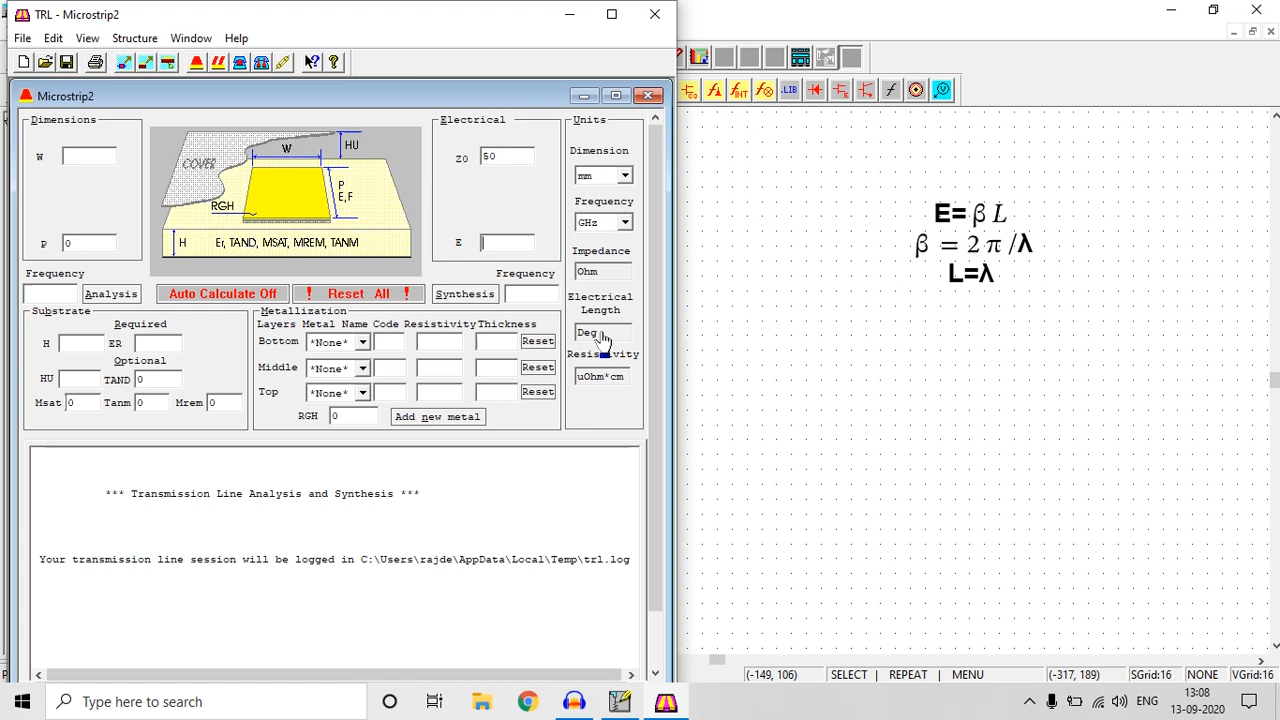 TRL - Microstrip2
File Edit View Structure Window Help
Microstrip2
Dimensions
W
P 0
Frequency
Analysis
COVER
W
HU
P
E,F
RGH
H
Er, TAND, MSAT, MREM, TANM
Auto Calculate Off
! Reset All !
Electrical
Z0 50
E
Frequency
Synthesis
Units
Dimension
mm
Frequency
GHz
Impedance
Ohm
Electrical
Length
Deg
Resistivity
uOhm*cm
Substrate
Required
H ER
Optional
HU TAND 0
Msat 0 Tanm 0 Mrem 0
Metallization
Layers Metal Name Code Resistivity Thickness
Bottom *None* Reset
Middle *None* Reset
Top *None* Reset
RGH 0 Add new metal
*** Transmission Line Analysis and Synthesis ***
Your transmission line session will be logged in C:\Users\rajde\AppData\Local\Temp\trl.log
.LIB
INT
E= β L
β = 2 π /λ
L=λ
(-149, 106) SELECT REPEAT MENU (-317, 189) SGrid:16 NONE VGrid:16
Type here to search
ENG
13:08
13-09-2020